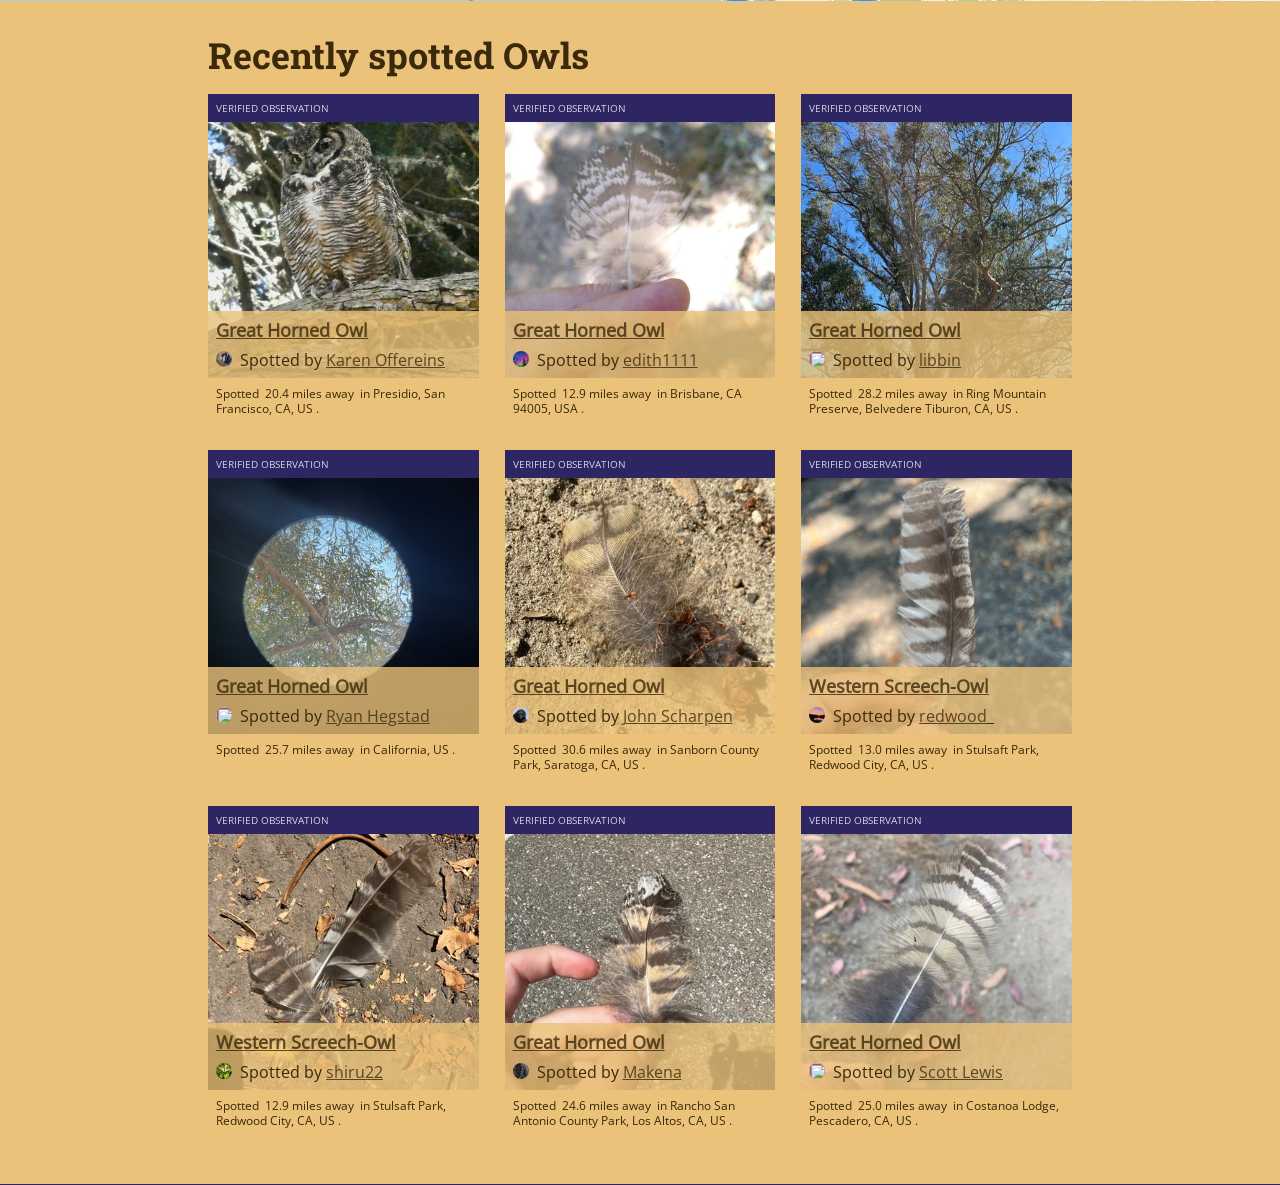 Recently spotted Owls
VERIFIED OBSERVATION
Great Horned Owl
Spotted by Karen Offereins
Spotted 20.4 miles away in Presidio, San
Francisco, CA, US .
VERIFIED OBSERVATION
Great Horned Owl
Spotted by edith1111
Spotted 12.9 miles away in Brisbane, CA
94005, USA .
VERIFIED OBSERVATION
Great Horned Owl
Spotted by libbin
Spotted 28.2 miles away in Ring Mountain
Preserve, Belvedere Tiburon, CA, US .
VERIFIED OBSERVATION
Great Horned Owl
Spotted by Ryan Hegstad
Spotted 25.7 miles away in California, US .
VERIFIED OBSERVATION
Great Horned Owl
Spotted by John Scharpen
Spotted 30.6 miles away in Sanborn County
Park, Saratoga, CA, US .
VERIFIED OBSERVATION
Western Screech-Owl
Spotted by redwood_
Spotted 13.0 miles away in Stulsaft Park,
Redwood City, CA, US .
VERIFIED OBSERVATION
Western Screech-Owl
Spotted by shiru22
Spotted 12.9 miles away in Stulsaft Park,
Redwood City, CA, US .
VERIFIED OBSERVATION
Great Horned Owl
Spotted by Makena
Spotted 24.6 miles away in Rancho San
Antonio County Park, Los Altos, CA, US .
VERIFIED OBSERVATION
Great Horned Owl
Spotted by Scott Lewis
Spotted 25.0 miles away in Costanoa Lodge,
Pescadero, CA, US .